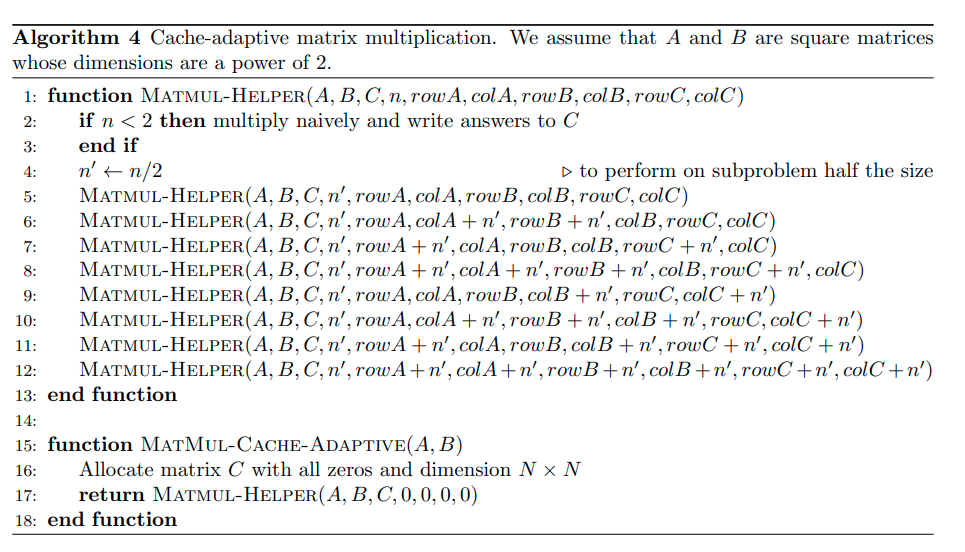 Algorithm 4 Cache-adaptive matrix multiplication. We assume that A and B are square matrices
whose dimensions are a power of 2.
1: function MATMUL-HELPER(A, B, C, n, rowA, colA, rowB, colB, rowC, colC)
2: if n < 2 then multiply naively and write answers to C
3: end if
4: n′ ← n/2 ▷ to perform on subproblem half the size
5: MATMUL-HELPER(A, B, C, n′, rowA, colA, rowB, colB, rowC, colC)
6: MATMUL-HELPER(A, B, C, n′, rowA, colA + n′, rowB + n′, colB, rowC, colC)
7: MATMUL-HELPER(A, B, C, n′, rowA + n′, colA, rowB, colB, rowC + n′, colC)
8: MATMUL-HELPER(A, B, C, n′, rowA + n′, colA + n′, rowB + n′, colB, rowC + n′, colC)
9: MATMUL-HELPER(A, B, C, n′, rowA, colA, rowB, colB + n′, rowC, colC + n′)
10: MATMUL-HELPER(A, B, C, n′, rowA, colA + n′, rowB + n′, colB + n′, rowC, colC + n′)
11: MATMUL-HELPER(A, B, C, n′, rowA + n′, colA, rowB, colB + n′, rowC + n′, colC + n′)
12: MATMUL-HELPER(A, B, C, n′, rowA + n′, colA + n′, rowB + n′, colB + n′, rowC + n′, colC + n′)
13: end function
14:
15: function MATMUL-CACHE-ADAPTIVE(A, B)
16: Allocate matrix C with all zeros and dimension N × N
17: return MATMUL-HELPER(A, B, C, 0, 0, 0, 0)
18: end function